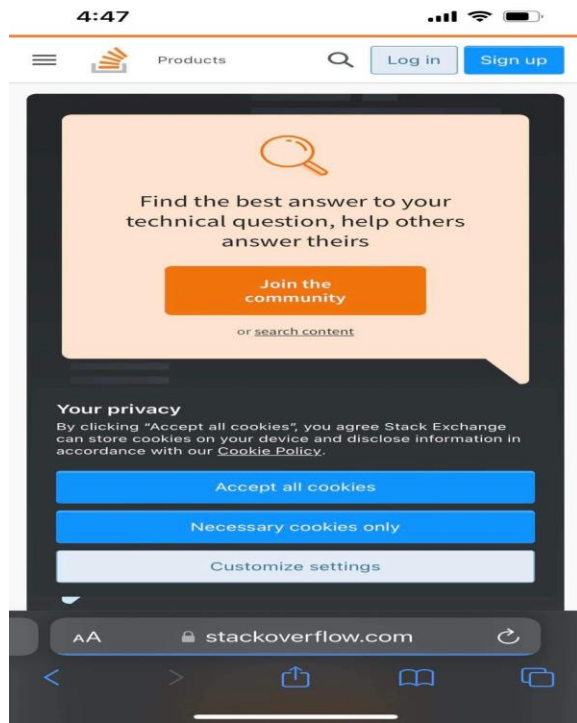 4:47
Products
Log in
Sign up
Find the best answer to your
technical question, help others
answer theirs
Join the
community
or search content
Your privacy
By clicking “Accept all cookies”, you agree Stack Exchange
can store cookies on your device and disclose information in
accordance with our Cookie Policy.
Accept all cookies
Necessary cookies only
Customize settings
AA
stackoverflow.com